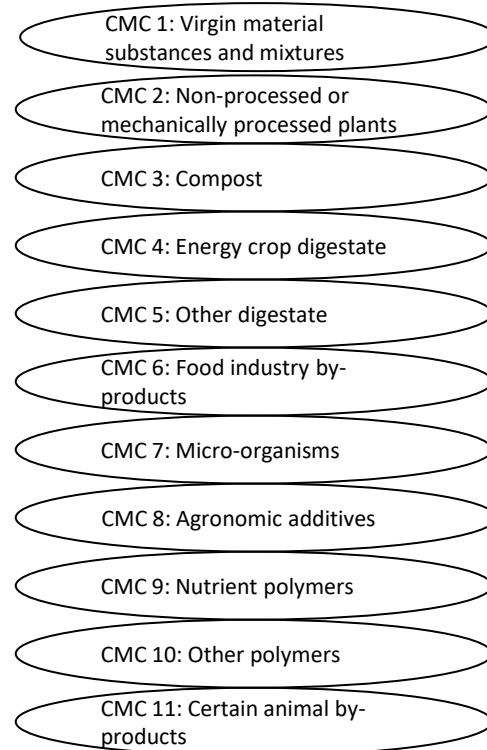 CMC 1: Virgin material
substances and mixtures
CMC 2: Non-processed or
mechanically processed plants
CMC 3: Compost
CMC 4: Energy crop digestate
CMC 5: Other digestate
CMC 6: Food industry by-
products
CMC 7: Micro-organisms
CMC 8: Agronomic additives
CMC 9: Nutrient polymers
CMC 10: Other polymers
CMC 11: Certain animal by-
products